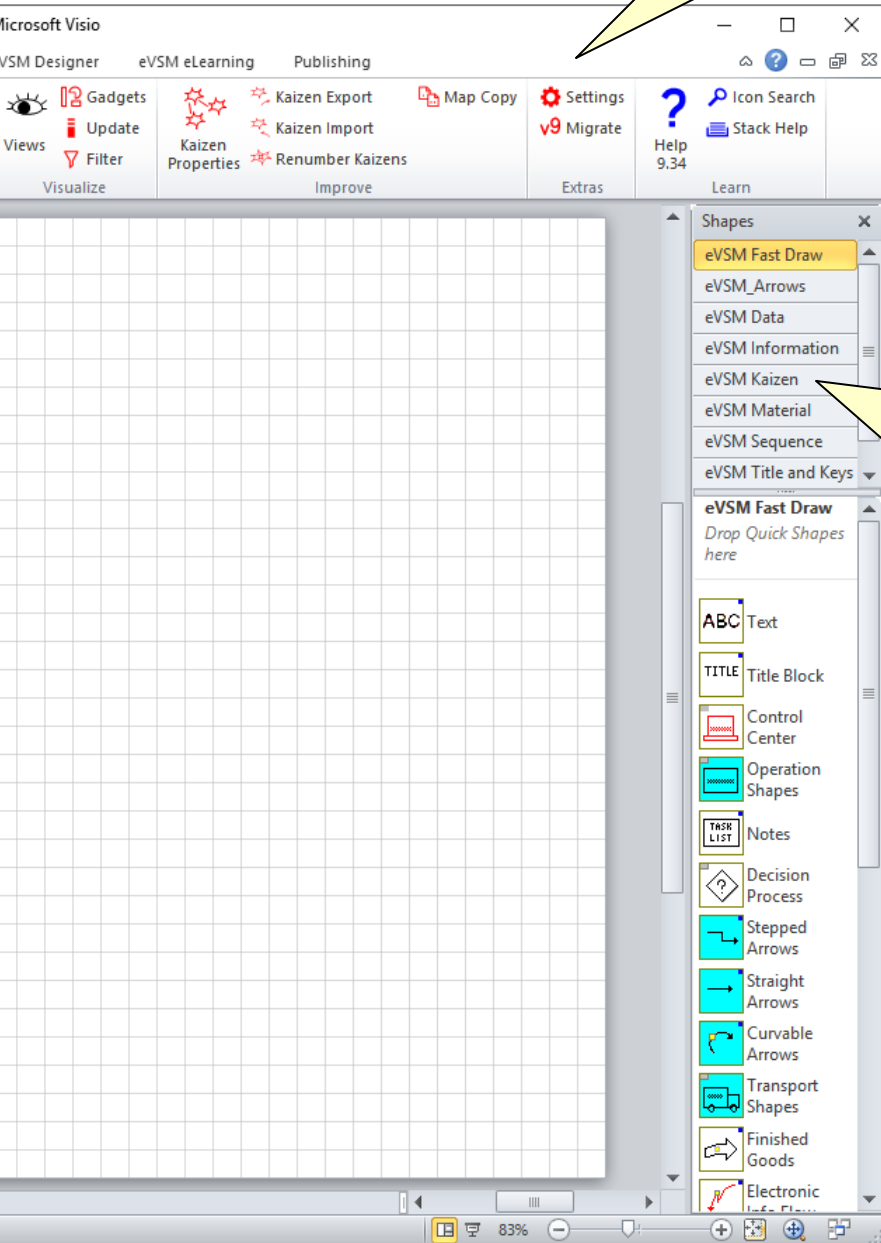 Microsoft Visio
VSM Designer eVSM eLearning Publishing
Gadgets Kaizen Export Map Copy Settings Icon Search
Update Kaizen Import v9 Migrate Stack Help
Views Filter Kaizen Properties Renumber Kaizens Help 9.34
Visualize Improve Extras Learn
Shapes
eVSM Fast Draw
eVSM_Arrows
eVSM Data
eVSM Information
eVSM Kaizen
eVSM Material
eVSM Sequence
eVSM Title and Keys
eVSM Fast Draw
Drop Quick Shapes
here
ABC Text
TITLE Title Block
Control
Center
Operation
Shapes
TASK
LIST Notes
? Decision
Process
Stepped
Arrows
Straight
Arrows
Curvable
Arrows
Transport
Shapes
Finished
Goods
Electronic
Info Flow
83%